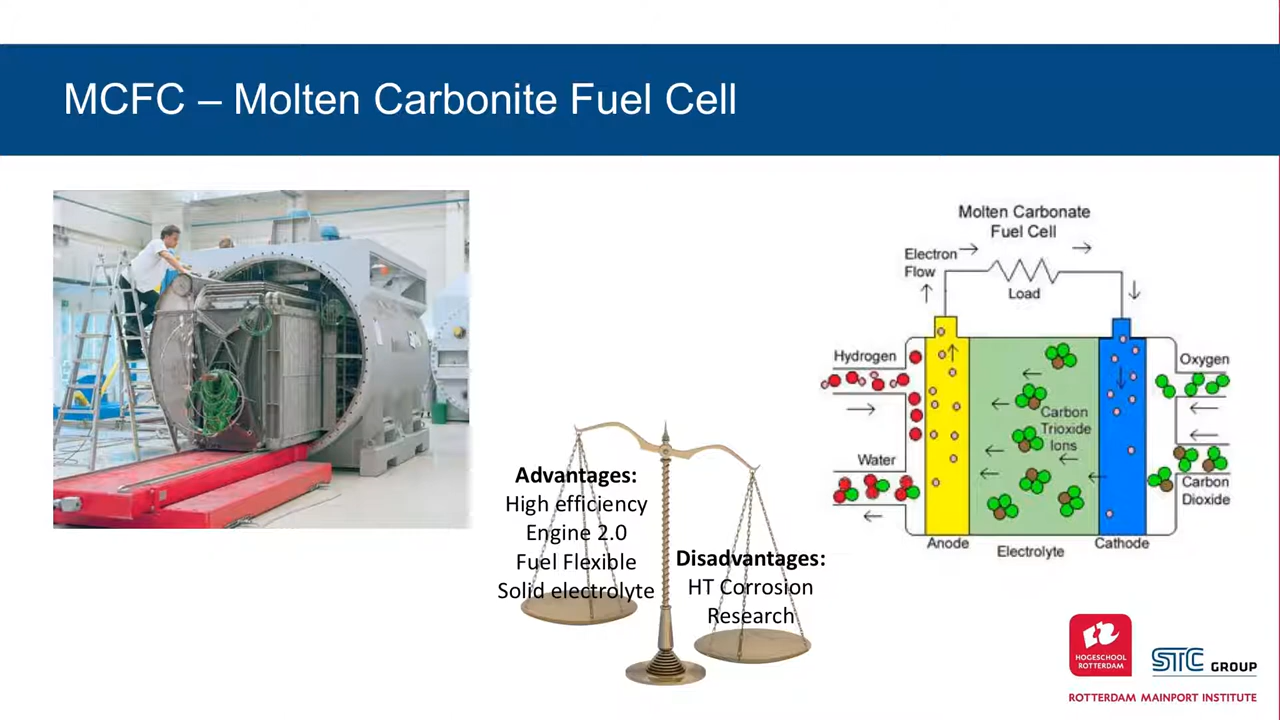 MCFC – Molten Carbonite Fuel Cell
Molten Carbonate
Fuel Cell
Electron
Flow
Load
Hydrogen
Oxygen
Carbon
Trioxide
Ions
Water
Carbon
Dioxide
Anode
Electrolyte
Cathode
Advantages:
High efficiency
Engine 2.0
Fuel Flexible
Solid electrolyte
Disadvantages:
HT Corrosion
Research
HOGESCHOOL
ROTTERDAM
STC GROUP
ROTTERDAM MAINPORT INSTITUTE